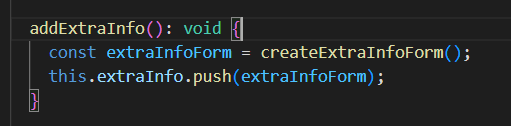 addExtraInfo(): void {
const extraInfoForm = createExtraInfoForm();
this.extraInfo.push(extraInfoForm);
}